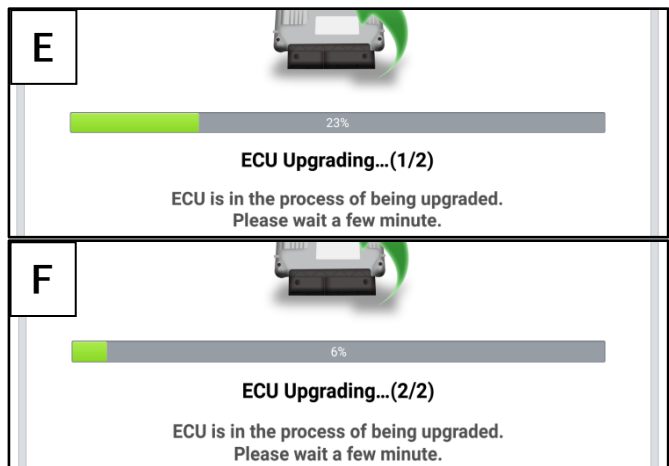 E
23%
ECU Upgrading...(1/2)
ECU is in the process of being upgraded.
Please wait a few minute.
F
6%
ECU Upgrading...(2/2)
ECU is in the process of being upgraded.
Please wait a few minute.